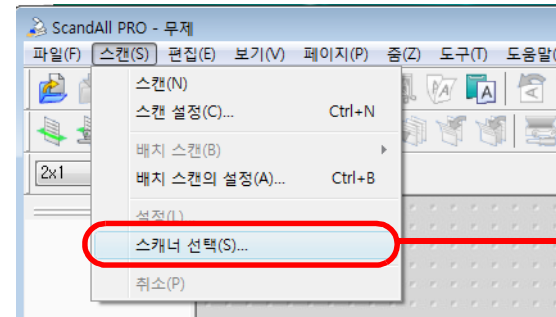 ScandAll PRO - 무제
파일(F) 스캔(S) 편집(E) 보기(V) 페이지(P) 줌(Z) 도구(T) 도움말(
스캔(N)
스캔 설정(C)... Ctrl+N
배치 스캔(B)
배치 스캔의 설정(A)... Ctrl+B
설정(L)
스캐너 선택(S)...
취소(P)
2x1
A